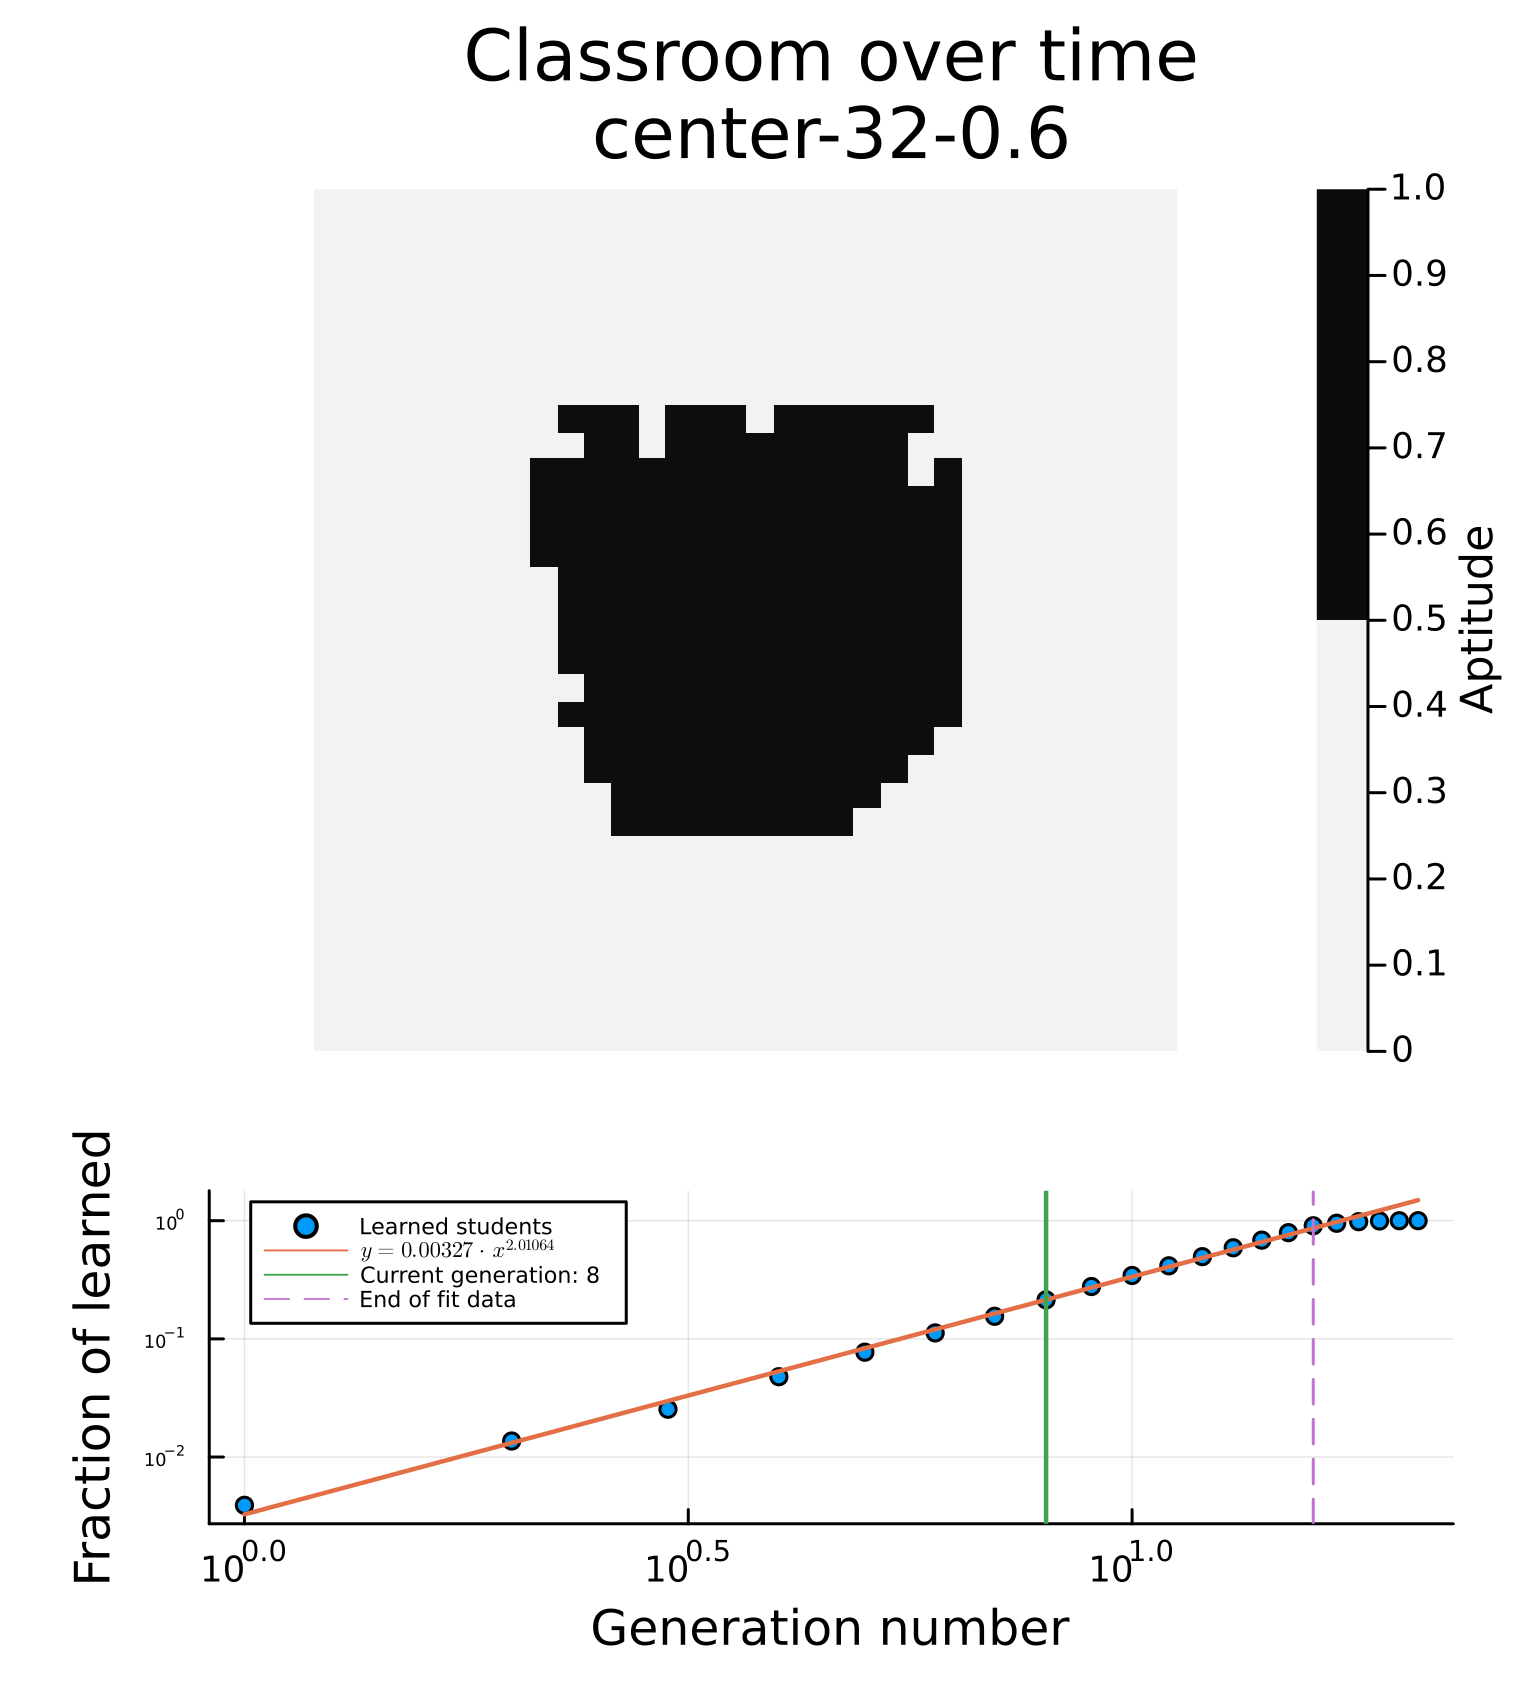 Classroom over time
center-32-0.6
1.0
0.9
0.8
0.7
0.6
0.5
0.4
0.3
0.2
0.1
0
Aptitude
Fraction of learned
10⁰
10⁻¹
10⁻²
Learned students
y = 0.00327 · x^2.01064
Current generation: 8
End of fit data
10^0.0 10^0.5 10^1.0
Generation number